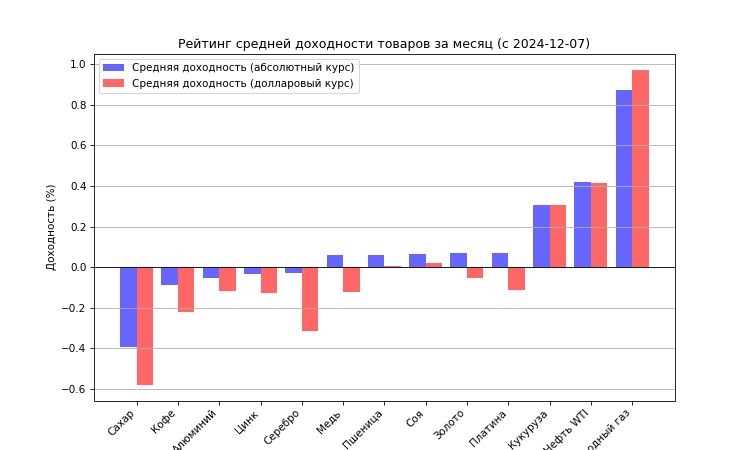 Рейтинг средней доходности товаров за месяц (с 2024-12-07)
Средняя доходность (абсолютный курс)
Средняя доходность (долларовый курс)
Доходность (%)
1.0
0.8
0.6
0.4
0.2
0.0
−0.2
−0.4
−0.6
Сахар
Кофе
Алюминий
Цинк
Серебро
Медь
Пшеница
Соя
Золото
Платина
Кукуруза
Нефть WTI
одный газ